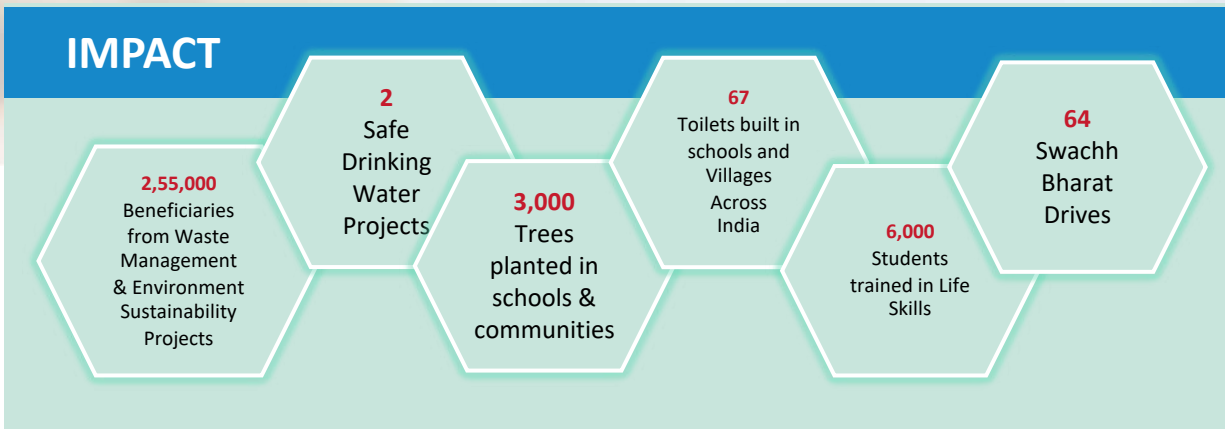 IMPACT
2,55,000
Beneficiaries
from Waste
Management
& Environment
Sustainability
Projects
2
Safe
Drinking
Water
Projects
3,000
Trees
planted in
schools &
communities
67
Toilets built in
schools and
Villages
Across
India
6,000
Students
trained in Life
Skills
64
Swachh
Bharat
Drives